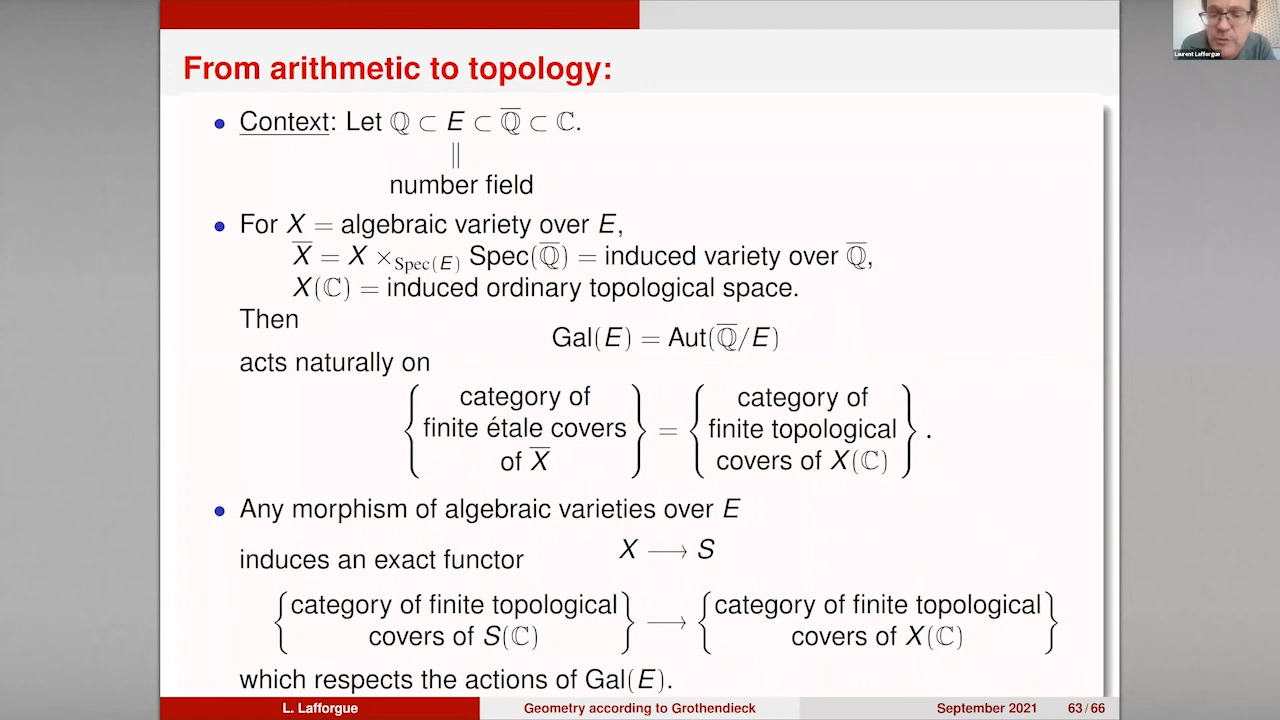 Laurent Lafforgue
From arithmetic to topology:
• Context: Let ℚ ⊂ E ⊂ ℚ̅ ⊂ ℂ.
||
number field
• For X = algebraic variety over E,
X̅ = X ×_Spec(E) Spec(ℚ̅) = induced variety over ℚ̅,
X(ℂ) = induced ordinary topological space.
Then
Gal(E) = Aut(ℚ̅/E)
acts naturally on
{ category of finite étale covers of X̅ } = { category of finite topological covers of X(ℂ) } .
• Any morphism of algebraic varieties over E
X ⟶ S
induces an exact functor
{ category of finite topological covers of S(ℂ) } ⟶ { category of finite topological covers of X(ℂ) }
which respects the actions of Gal(E).
L. Lafforgue Geometry according to Grothendieck September 2021 63 / 66